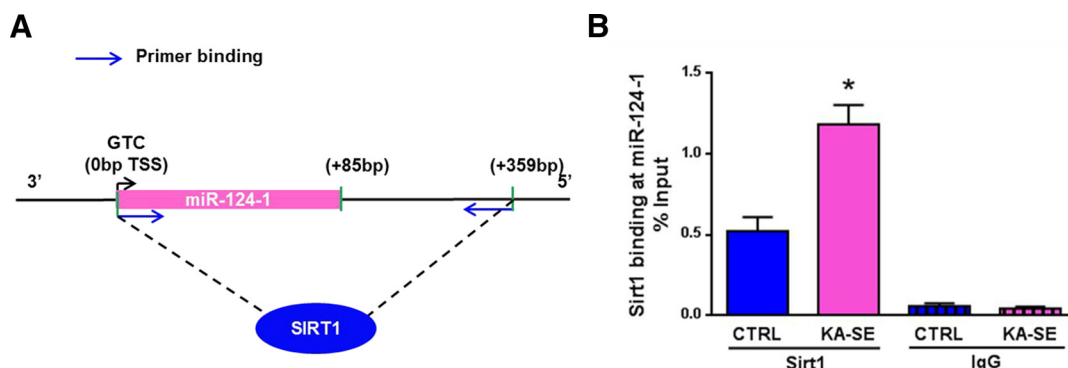 A
Primer binding
GTC
(0bp TSS)
(+85bp)
(+359bp)
3’
5’
miR-124-1
SIRT1
B
Sirt1 binding at miR-124-1
% Input
1.5
1.0
0.5
0.0
*
CTRL
KA-SE
CTRL
KA-SE
Sirt1
IgG